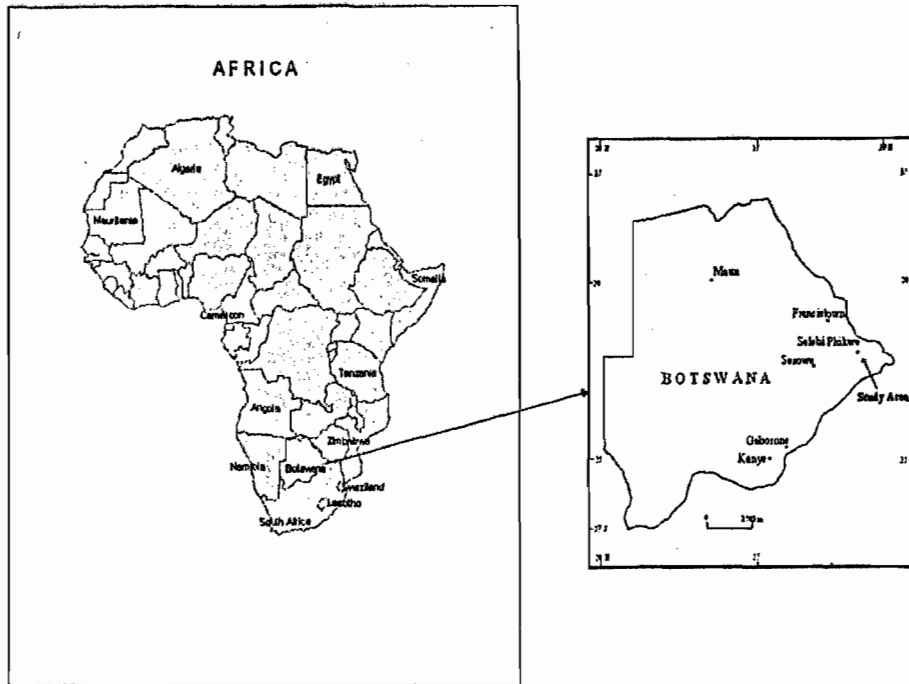 AFRICA
Algeria
Egypt
Mauritania
Somalia
Cameroon
Tanzania
Angola
Zimbabwe
Namibia
Botswana
Swaziland
Lesotho
South Africa
Maun
Francistown
Selebi Phikwe
Serowe
BOTSWANA
Study Area
Gaborone
Kanye